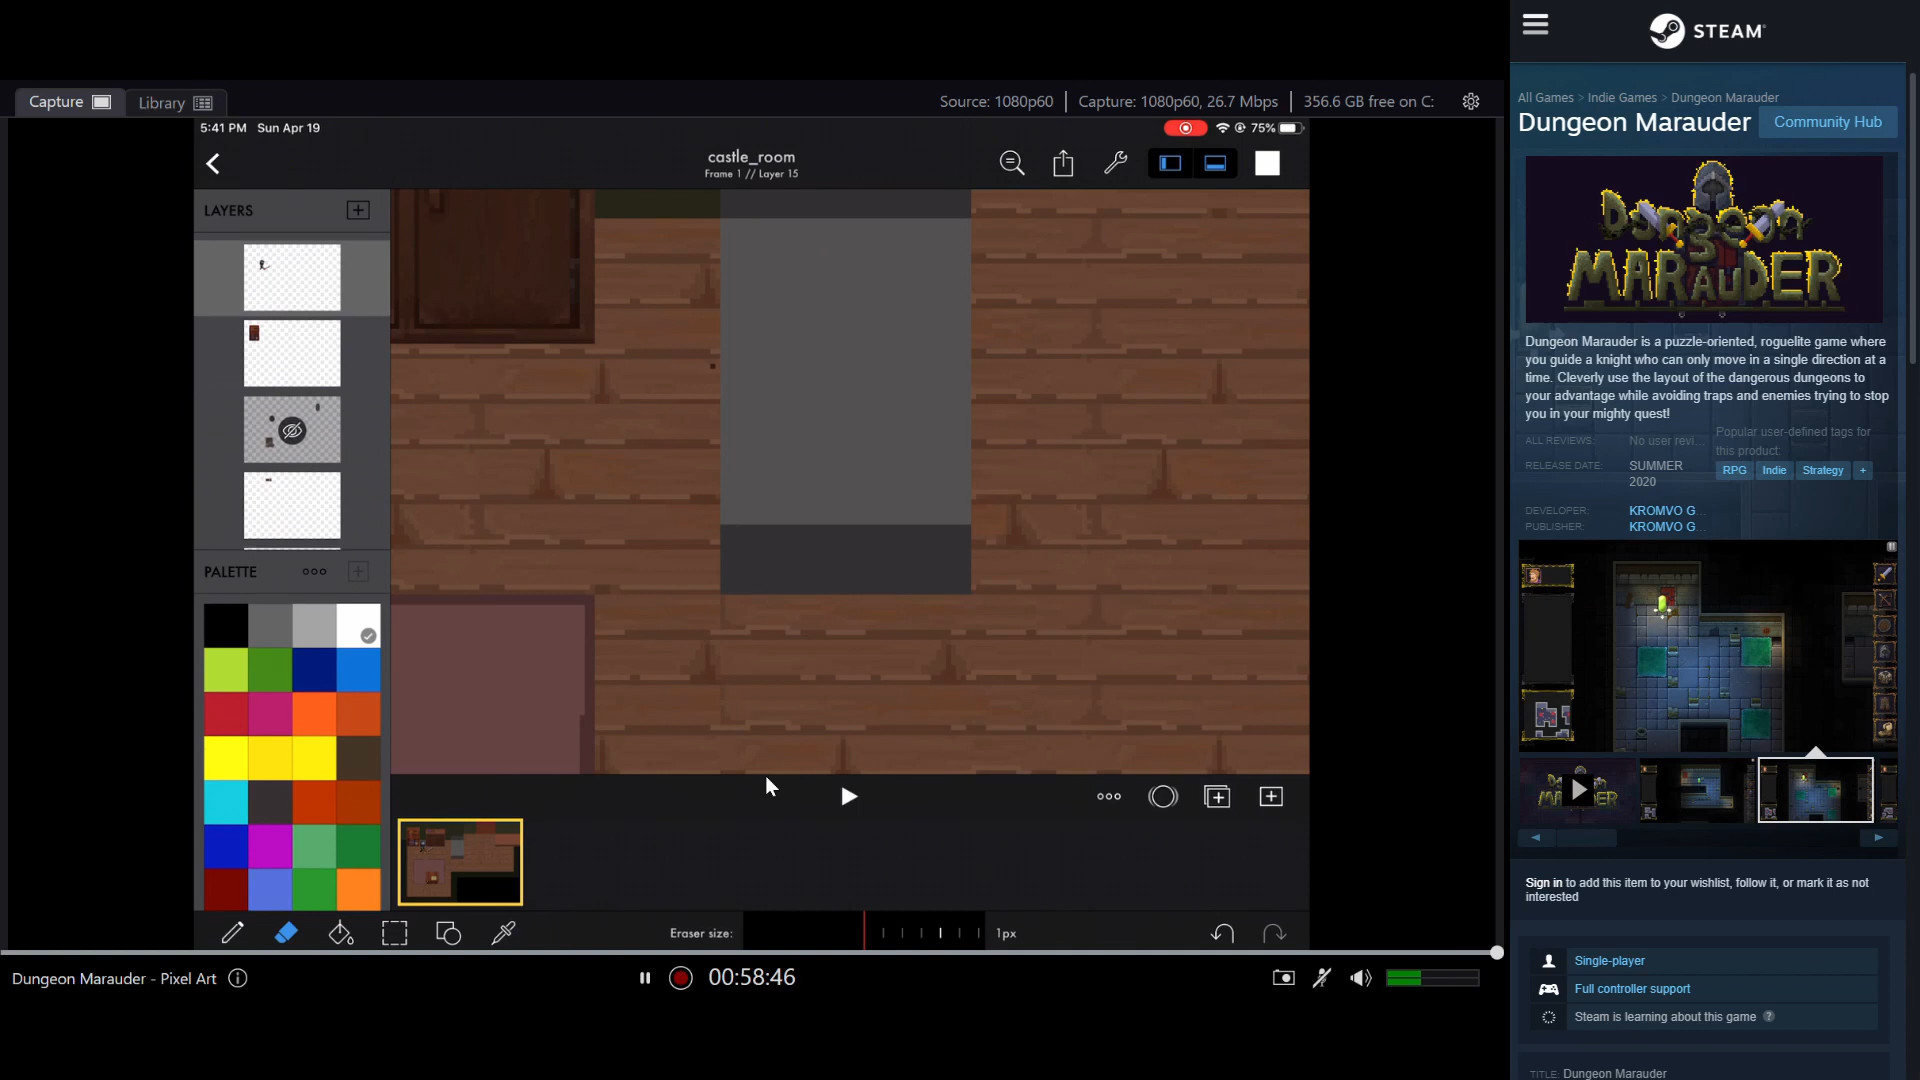 Capture
Library
Source: 1080p60
Capture: 1080p60, 26.7 Mbps
356.6 GB free on C:
5:41 PM Sun Apr 19
75%
castle_room
Frame 1 // Layer 15
LAYERS
PALETTE
Eraser size:
1px
Dungeon Marauder - Pixel Art
00:58:46
STEAM
All Games > Indie Games > Dungeon Marauder
Dungeon Marauder
Community Hub
Dungeon
MARAUDER
Dungeon Marauder is a puzzle-oriented, roguelite game where
you guide a knight who can only move in a single direction at a
time. Cleverly use the layout of the dangerous dungeons to
your advantage while avoiding traps and enemies trying to stop
you in your mighty quest!
ALL REVIEWS:
No user revi...
RELEASE DATE:
SUMMER
2020
Popular user-defined tags for
this product:
RPG
Indie
Strategy
+
DEVELOPER:
KROMVO G...
PUBLISHER:
KROMVO G...
Sign in to add this item to your wishlist, follow it, or mark it as not
interested
Single-player
Full controller support
Steam is learning about this game ?
TITLE: Dungeon Marauder